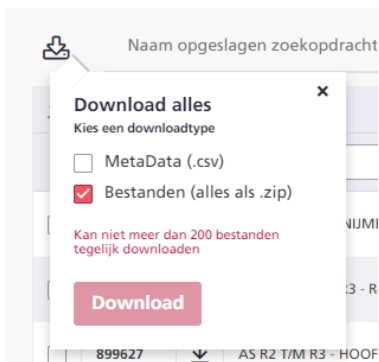 Naam opgeslagen zoekopdracht
Download alles
Kies een downloadtype
MetaData (.csv)
Bestanden (alles als .zip)
Kan niet meer dan 200 bestanden
tegelijk downloaden
Download
899627 AS R2 T/M R3 - HOOF